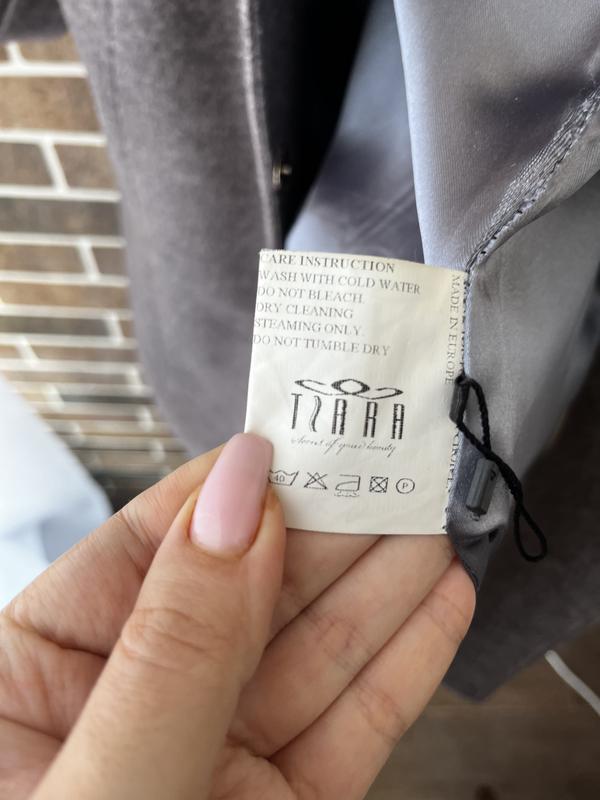 CARE INSTRUCTION
WASH WITH COLD WATER
DO NOT BLEACH.
DRY CLEANING
STEAMING ONLY.
DO NOT TUMBLE DRY
TIARA
Secret of your beauty
40
P
MADE IN EUROPE